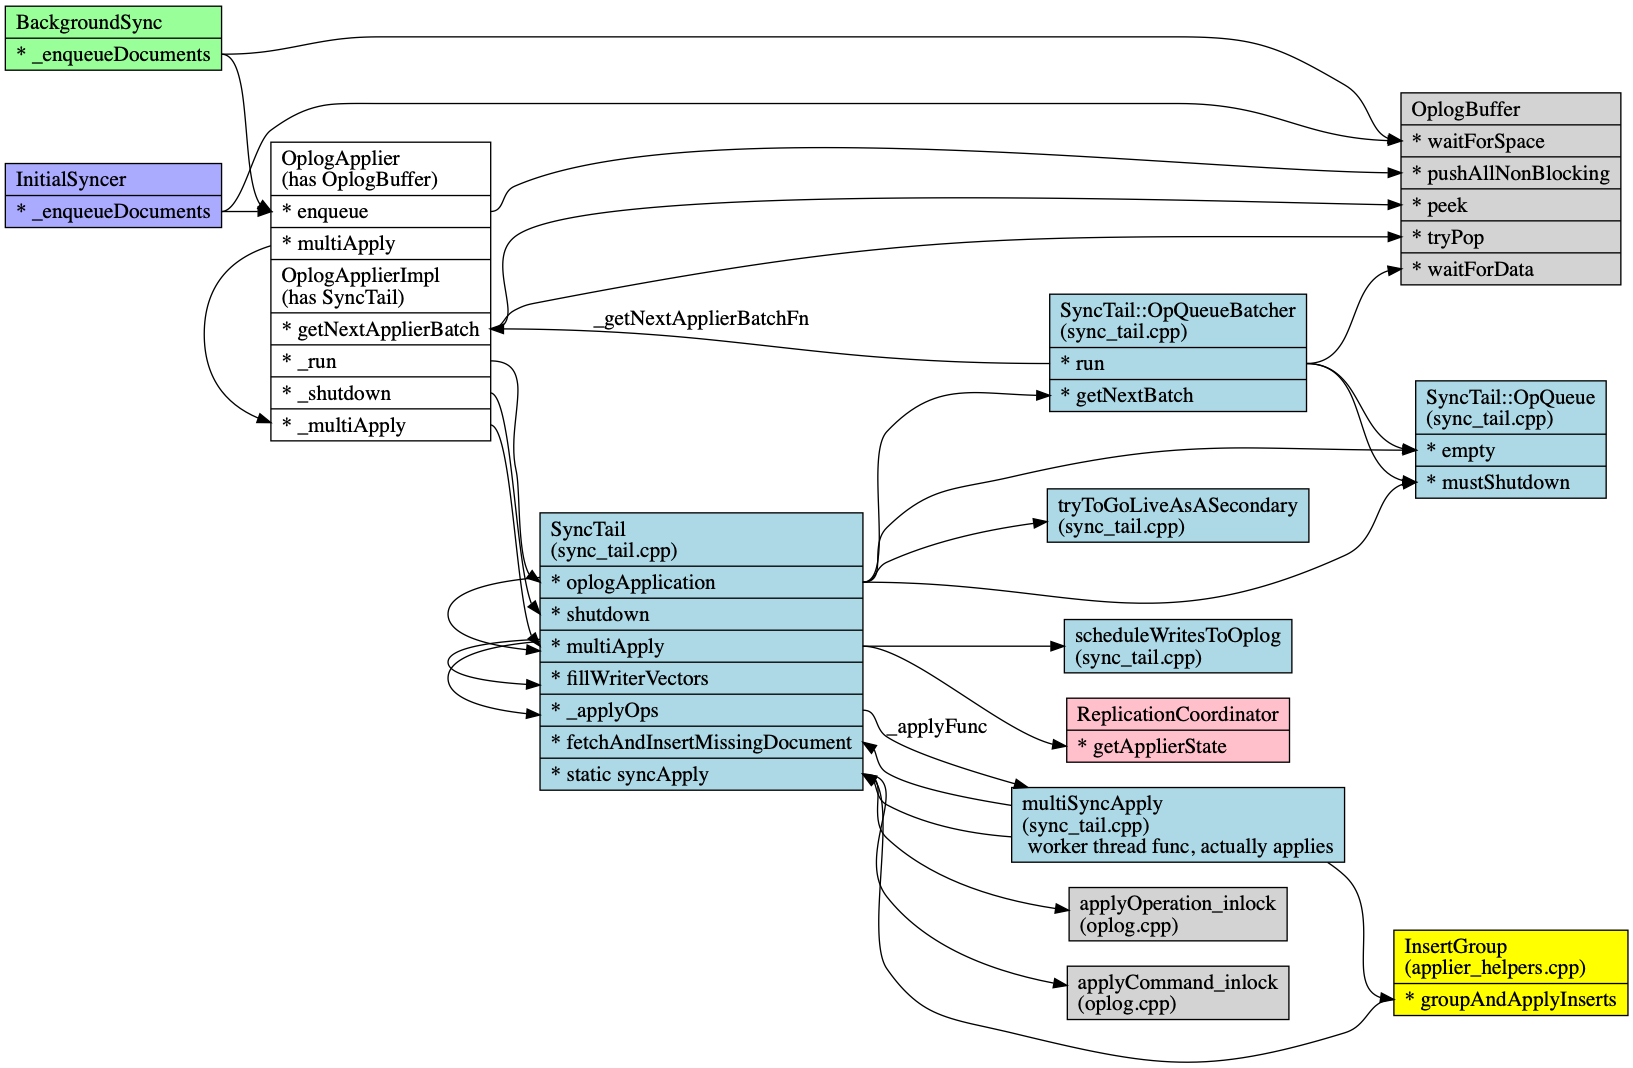 BackgroundSync
* _enqueueDocuments
InitialSyncer
* _enqueueDocuments
OplogApplier
(has OplogBuffer)
* enqueue
* multiApply
OplogApplierImpl
(has SyncTail)
* getNextApplierBatch
* _run
* _shutdown
* _multiApply
OplogBuffer
* waitForSpace
* pushAllNonBlocking
* peek
* tryPop
* waitForData
_getNextApplierBatchFn
SyncTail::OpQueueBatcher
(sync_tail.cpp)
* run
* getNextBatch
SyncTail::OpQueue
(sync_tail.cpp)
* empty
* mustShutdown
tryToGoLiveAsASecondary
(sync_tail.cpp)
SyncTail
(sync_tail.cpp)
* oplogApplication
* shutdown
* multiApply
* fillWriterVectors
* _applyOps
* fetchAndInsertMissingDocument
* static syncApply
scheduleWritesToOplog
(sync_tail.cpp)
ReplicationCoordinator
* getApplierState
_applyFunc
multiSyncApply
(sync_tail.cpp)
worker thread func, actually applies
applyOperation_inlock
(oplog.cpp)
applyCommand_inlock
(oplog.cpp)
InsertGroup
(applier_helpers.cpp)
* groupAndApplyInserts